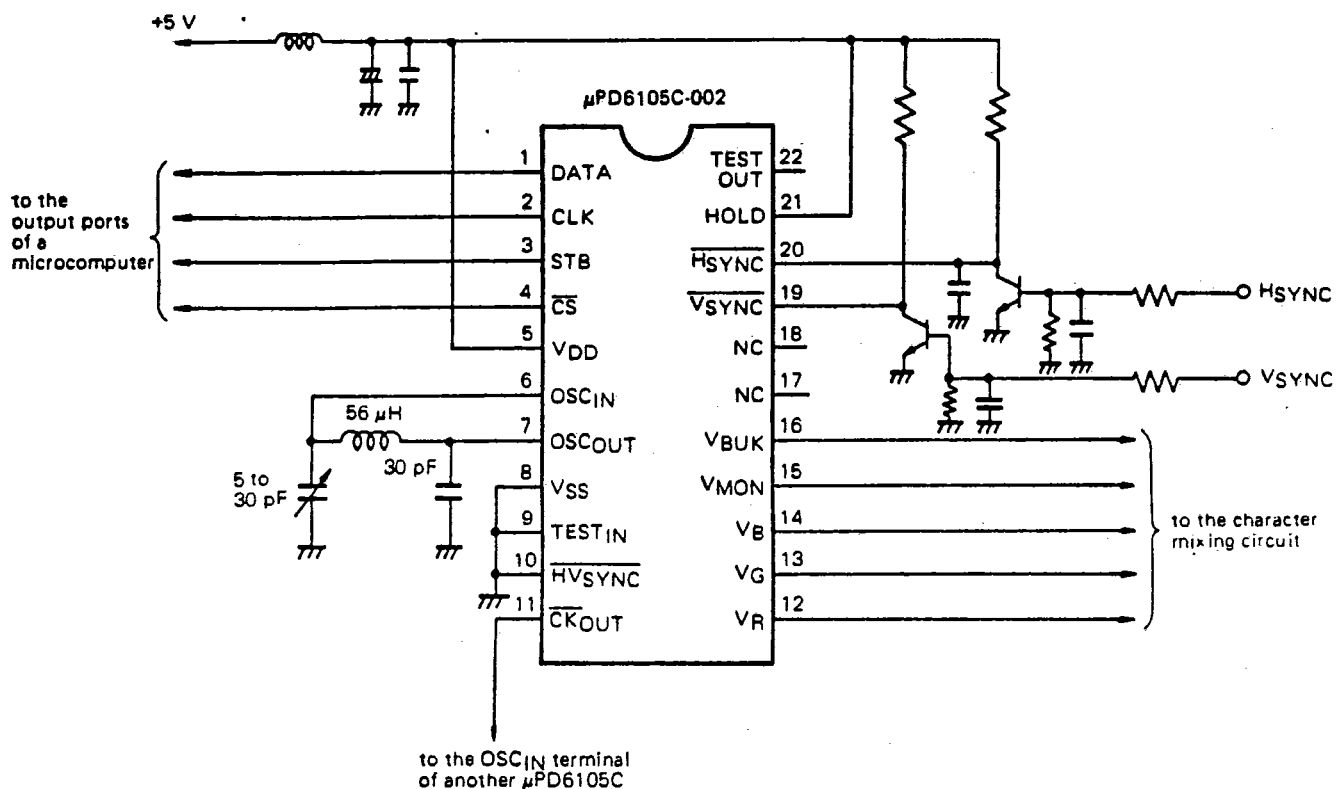 +5 V
μPD6105C-002
to the
output ports
of a
microcomputer
1 DATA
2 CLK
3 STB
4 CS
5 VDD
6 OSCIN
7 OSCOUT
8 VSS
9 TESTIN
10 HVSYNC
11 CKOUT
TEST OUT 22
HOLD 21
HSYNC 20
VSYNC 19
NC 18
NC 17
VBUK 16
VMON 15
VB 14
VG 13
VR 12
HSYNC
VSYNC
56 μH
30 pF
5 to
30 pF
to the character
mixing circuit
to the OSCIN terminal
of another μPD6105C